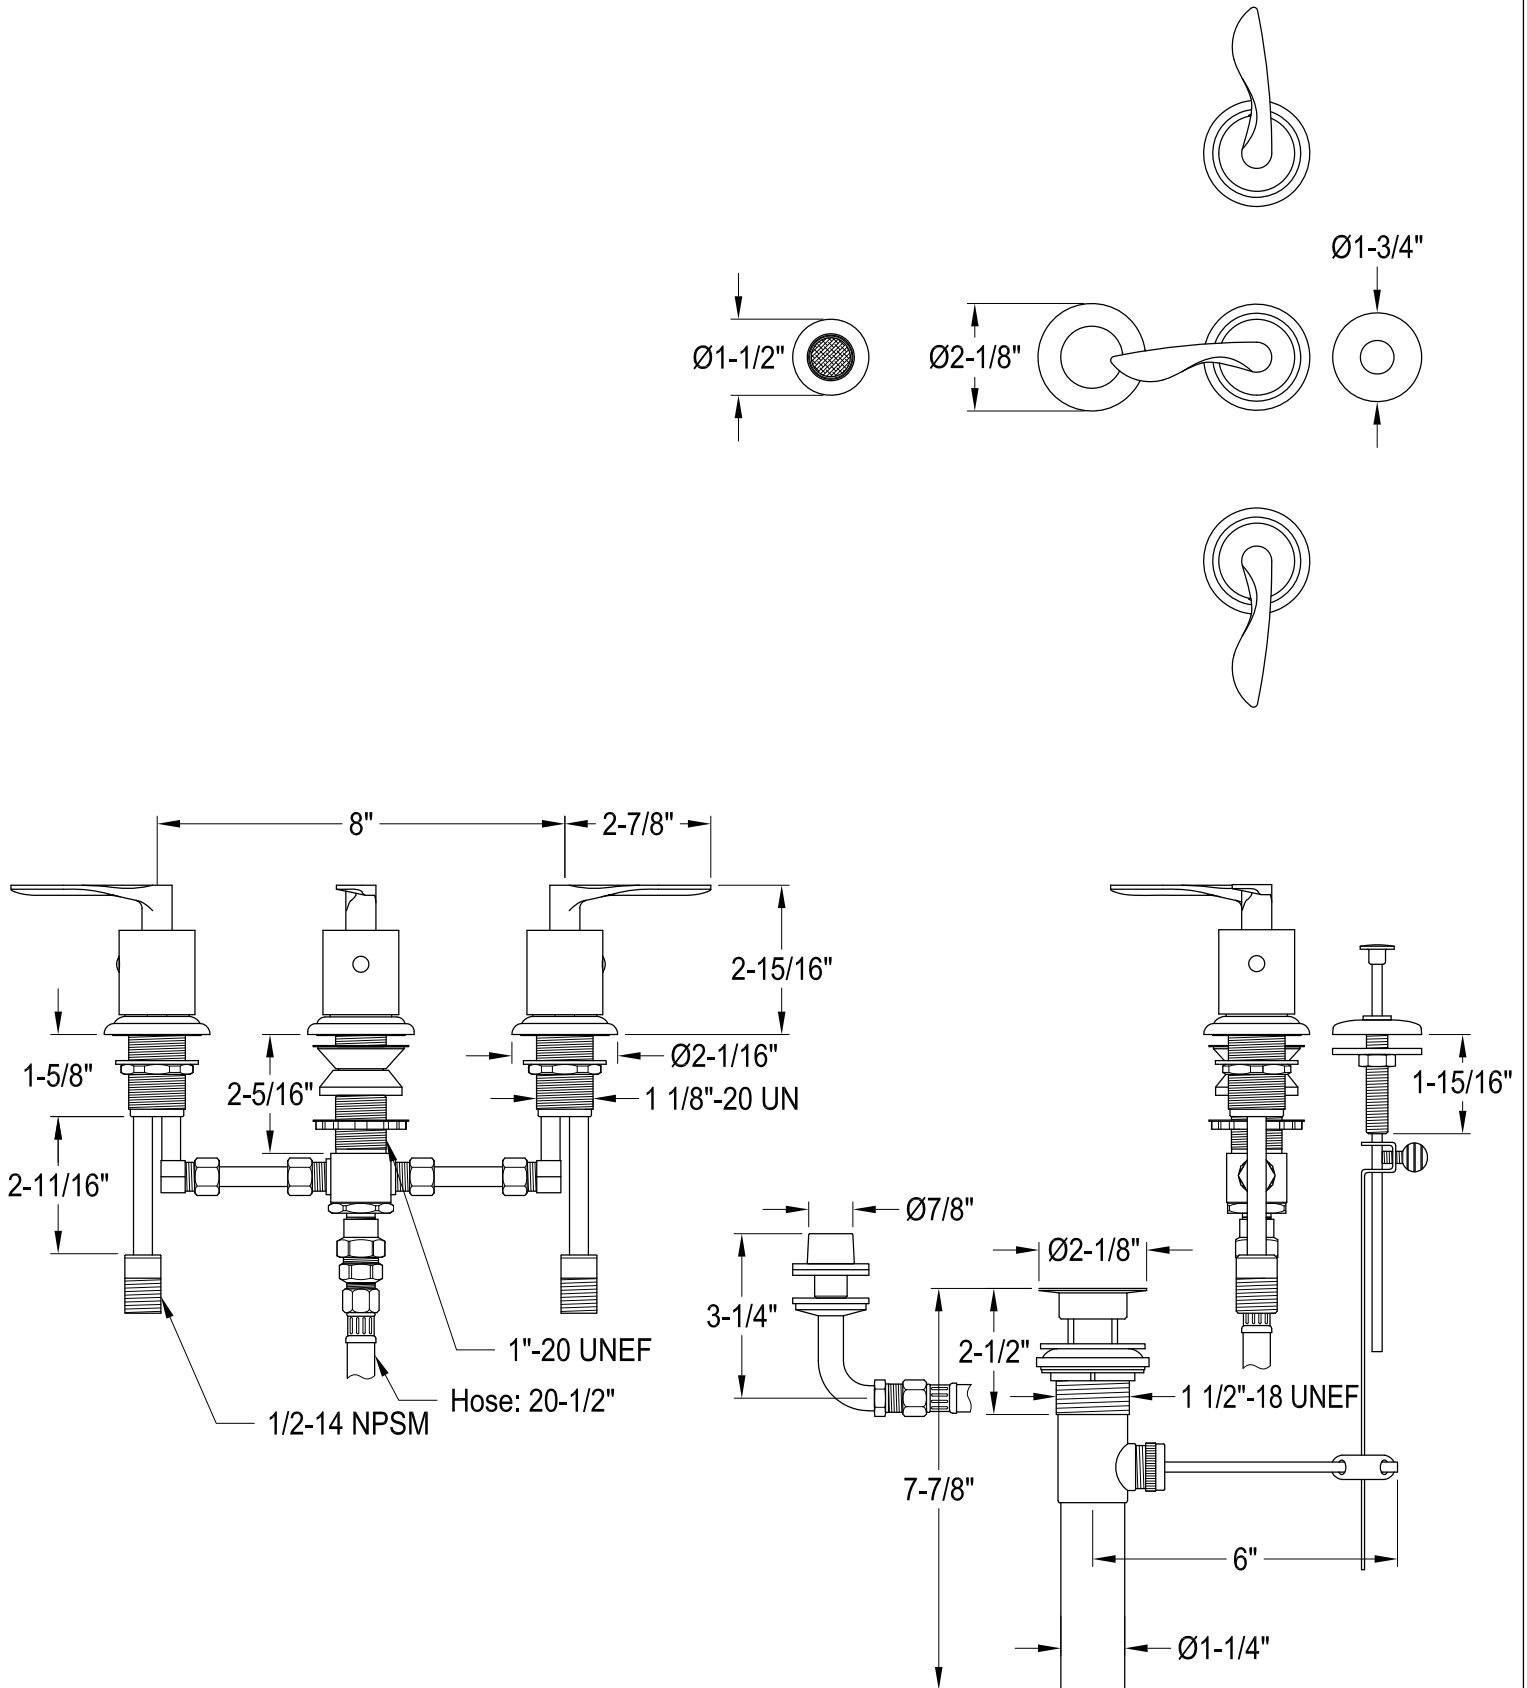 Ø1-3/4"
Ø1-1/2"
Ø2-1/8"
8"
2-7/8"
2-15/16"
1-5/8"
2-5/16"
Ø2-1/16"
1 1/8"-20 UN
1-15/16"
2-11/16"
Ø7/8"
Ø2-1/8"
3-1/4"
2-1/2"
1"-20 UNEF
Hose: 20-1/2"
1 1/2"-18 UNEF
1/2-14 NPSM
7-7/8"
6"
Ø1-1/4"